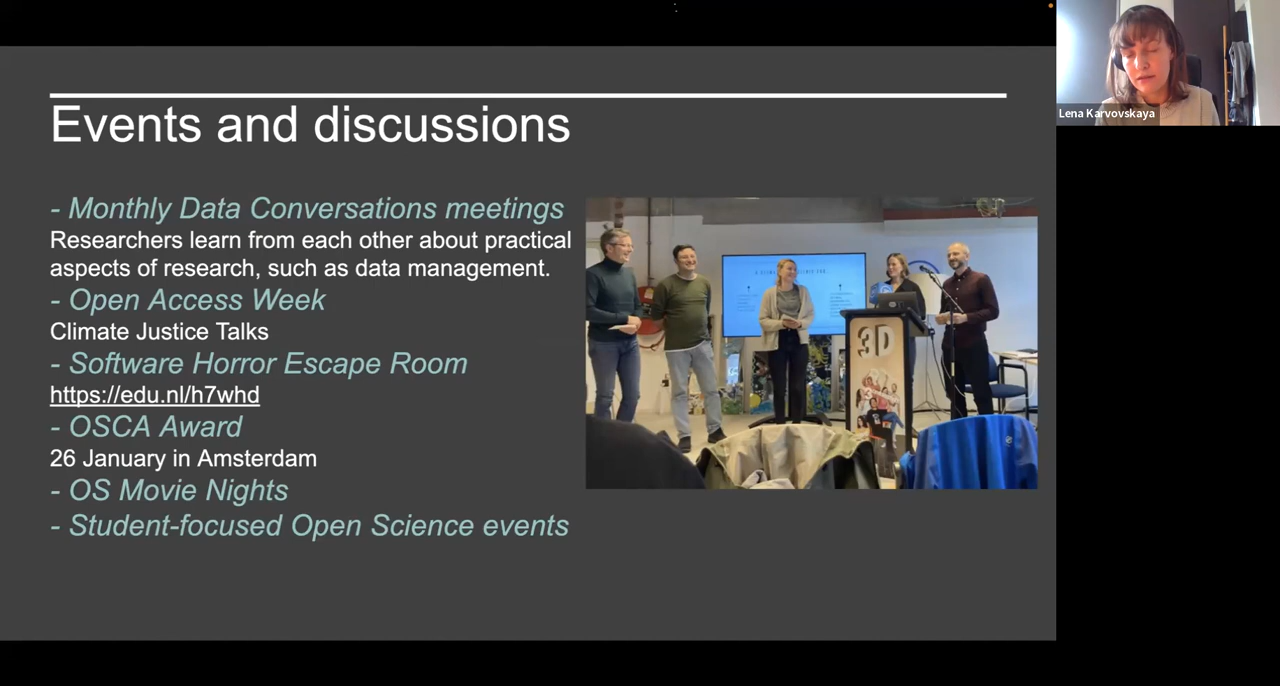 Events and discussions
- Monthly Data Conversations meetings
Researchers learn from each other about practical
aspects of research, such as data management.
- Open Access Week
Climate Justice Talks
- Software Horror Escape Room
https://edu.nl/h7whd
- OSCA Award
26 January in Amsterdam
- OS Movie Nights
- Student-focused Open Science events
3D
Lena Karvovskaya